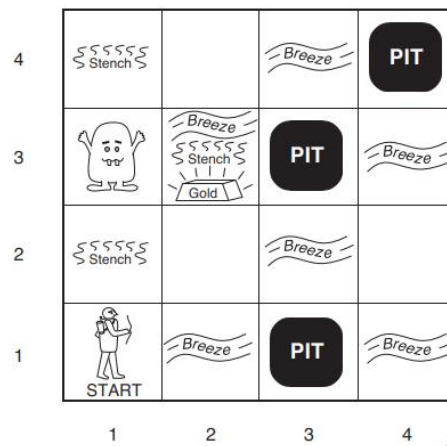 4
Stench
Breeze
PIT
3
Breeze
Stench
Gold
PIT
Breeze
2
Stench
Breeze
1
START
Breeze
PIT
Breeze
1 2 3 4